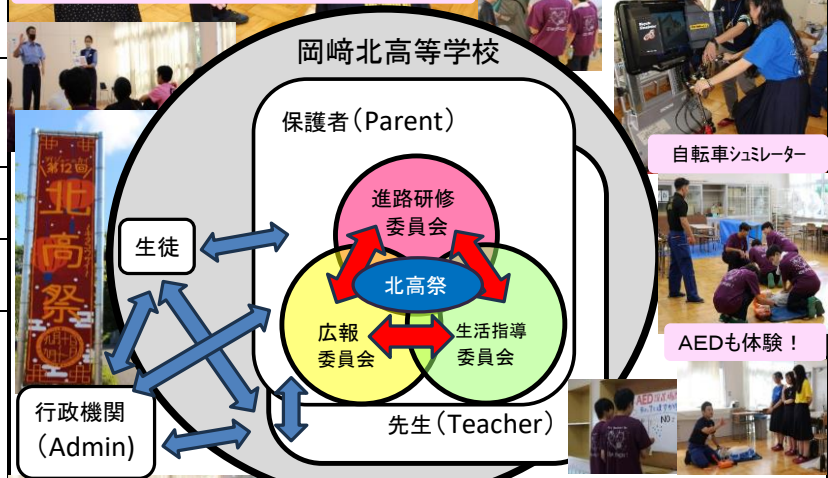 岡﨑北高等学校
保護者（Parent）
自転車シュミレーター
進路研修
委員会
生徒
北高祭
広報
委員会
生活指導
委員会
AEDも体験！
先生（Teacher）
行政機関
（Admin)
第12回
北高祭